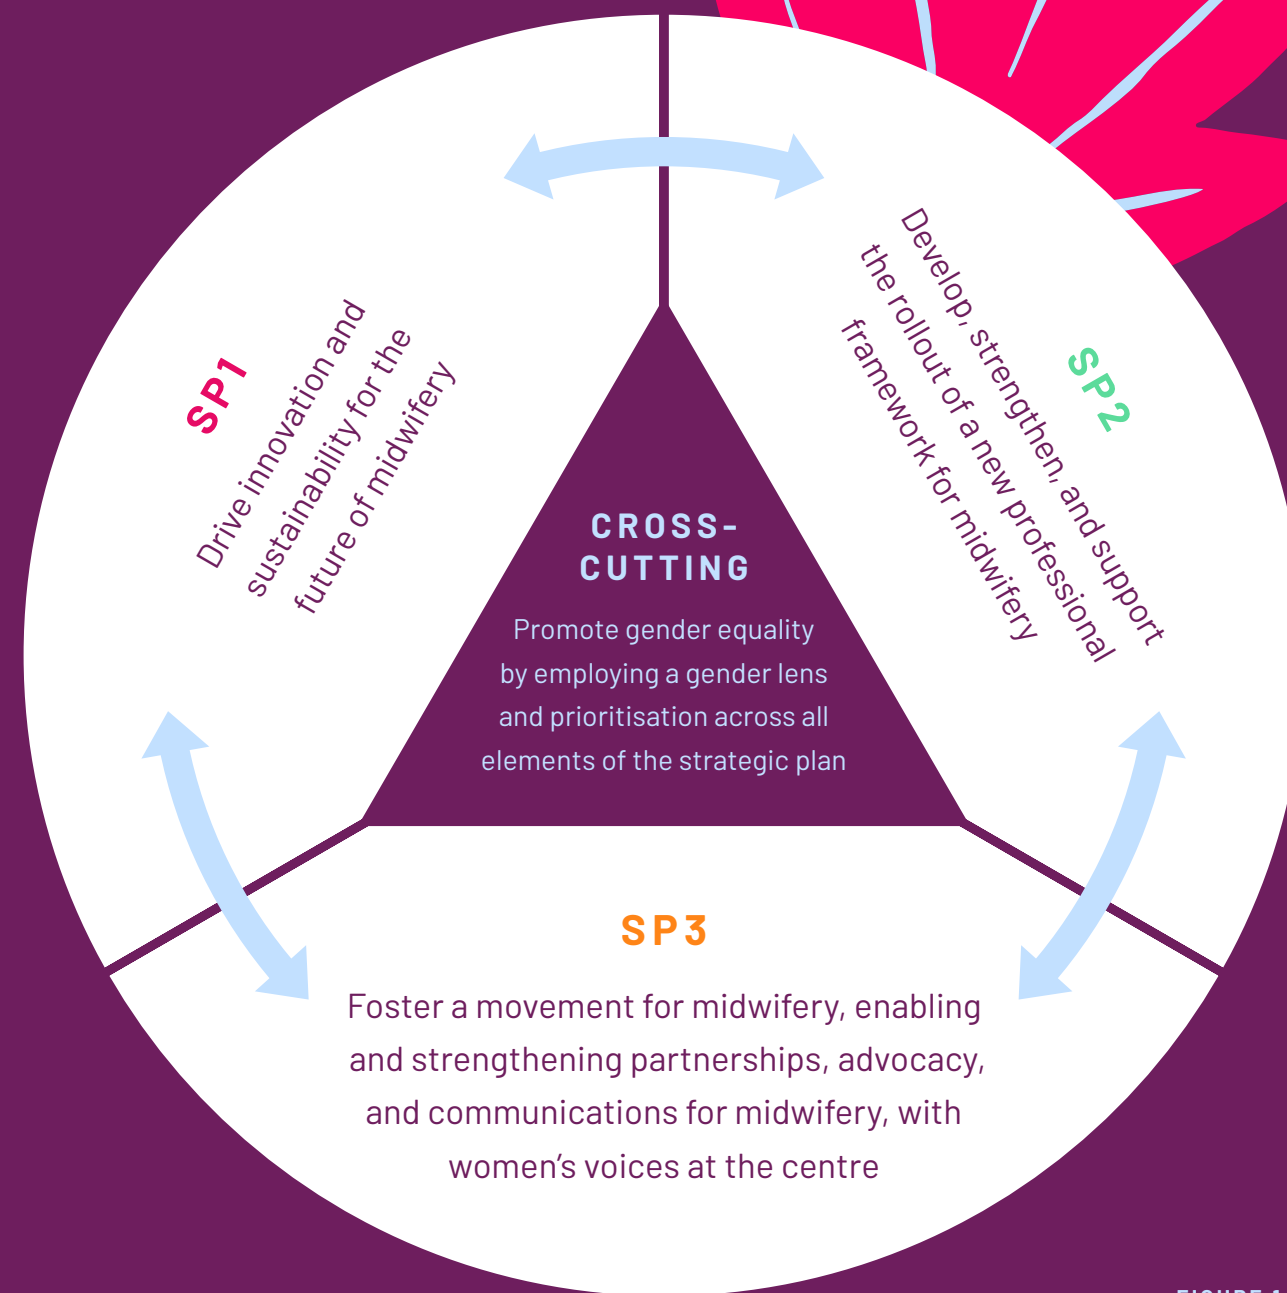 SP1
Drive innovation and
sustainability for the
future of midwifery
SP2
Develop, strengthen, and support
the rollout of a new professional
framework for midwifery
CROSS-
CUTTING
Promote gender equality
by employing a gender lens
and prioritisation across all
elements of the strategic plan
SP3
Foster a movement for midwifery, enabling
and strengthening partnerships, advocacy,
and communications for midwifery, with
women’s voices at the centre